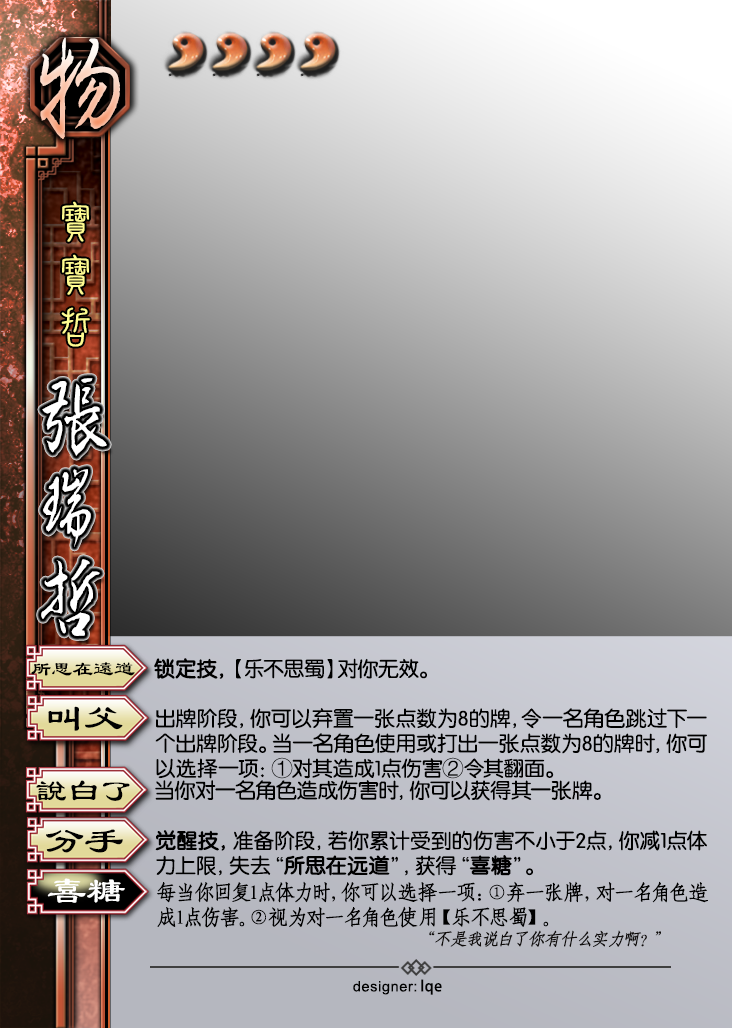 物
寶寶哲
張瑞哲
所思在遠道
锁定技，【乐不思蜀】对你无效。
叫父
出牌阶段，你可以弃置一张点数为8的牌，令一名角色跳过下一
个出牌阶段。当一名角色使用或打出一张点数为8的牌时，你可
以选择一项：①对其造成1点伤害②令其翻面。
說白了
当你对一名角色造成伤害时，你可以获得其一张牌。
分手
觉醒技，准备阶段，若你累计受到的伤害不小于2点，你减1点体
力上限，失去“所思在远道”，获得“喜糖”。
喜糖
每当你回复1点体力时，你可以选择一项：①弃一张牌，对一名角色造
成1点伤害。②视为对一名角色使用【乐不思蜀】。
“不是我说白了你有什么实力啊？”
designer: lqe